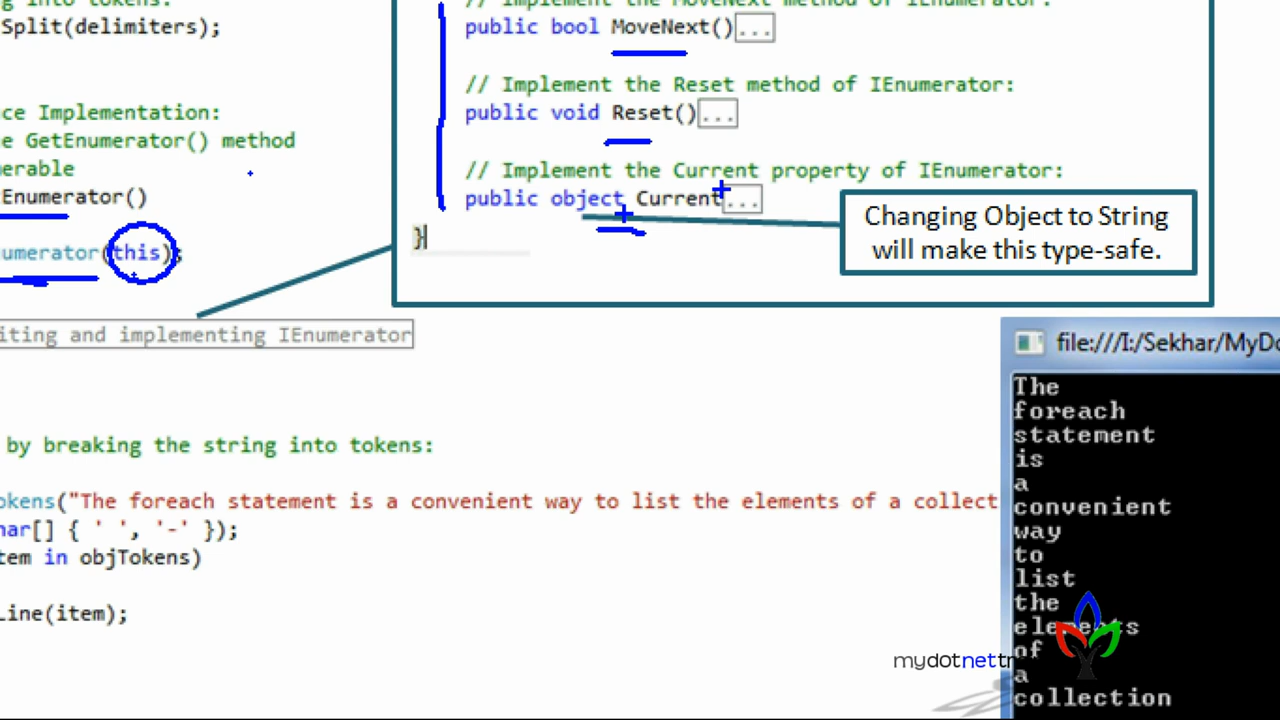 ing into tokens:
Split(delimiters);
ce Implementation:
e GetEnumerator() method
merable
tEnumerator()
umerator(this);
// Implement the MoveNext method of IEnumerator:
public bool MoveNext()...
// Implement the Reset method of IEnumerator:
public void Reset()...
// Implement the Current property of IEnumerator:
public object Current...
}
Changing Object to String
will make this type-safe.
iting and implementing IEnumerator
by breaking the string into tokens:
okens("The foreach statement is a convenient way to list the elements of a collect
har[] { ' ', '-' });
tem in objTokens)
Line(item);
file:///I:/Sekhar/MyDo
The
foreach
statement
is
a
convenient
way
to
list
the
elements
of
a
collection
mydotnettr